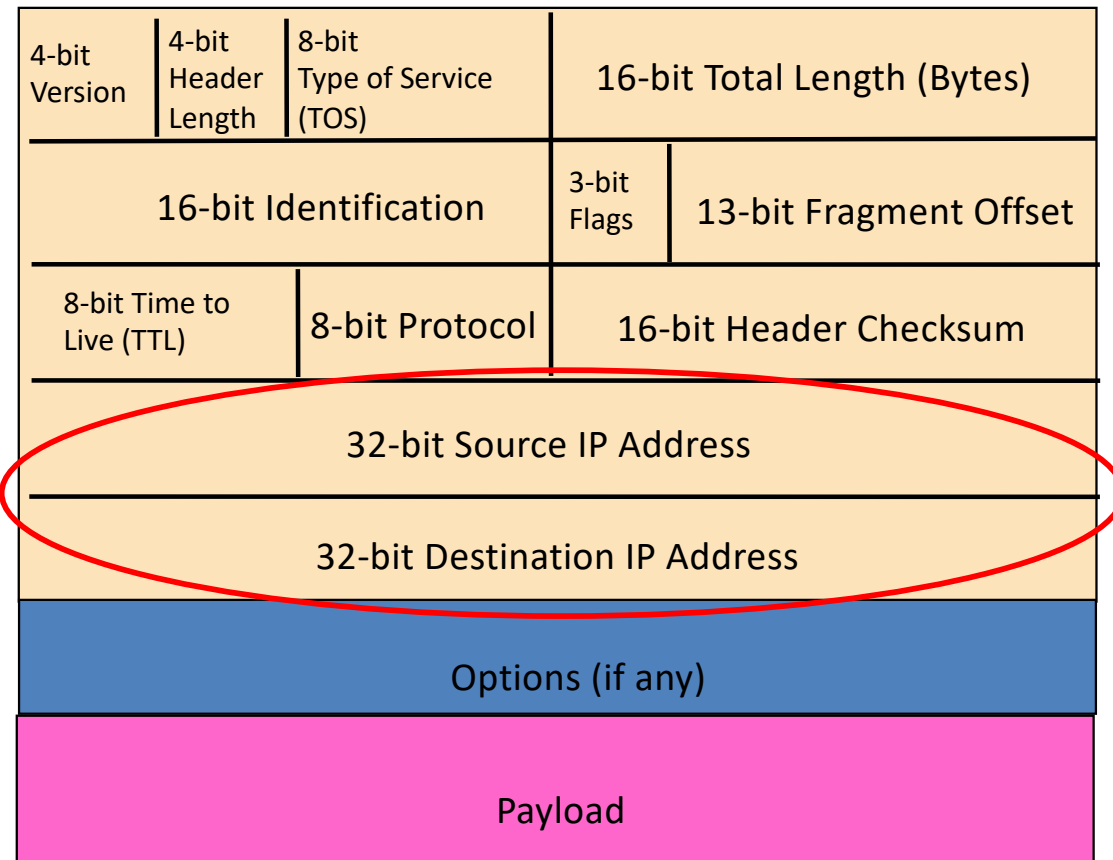 4-bit
Version
4-bit
Header
Length
8-bit
Type of Service
(TOS)
16-bit Total Length (Bytes)
16-bit Identification
3-bit
Flags
13-bit Fragment Offset
8-bit Time to
Live (TTL)
8-bit Protocol
16-bit Header Checksum
32-bit Source IP Address
32-bit Destination IP Address
Options (if any)
Payload